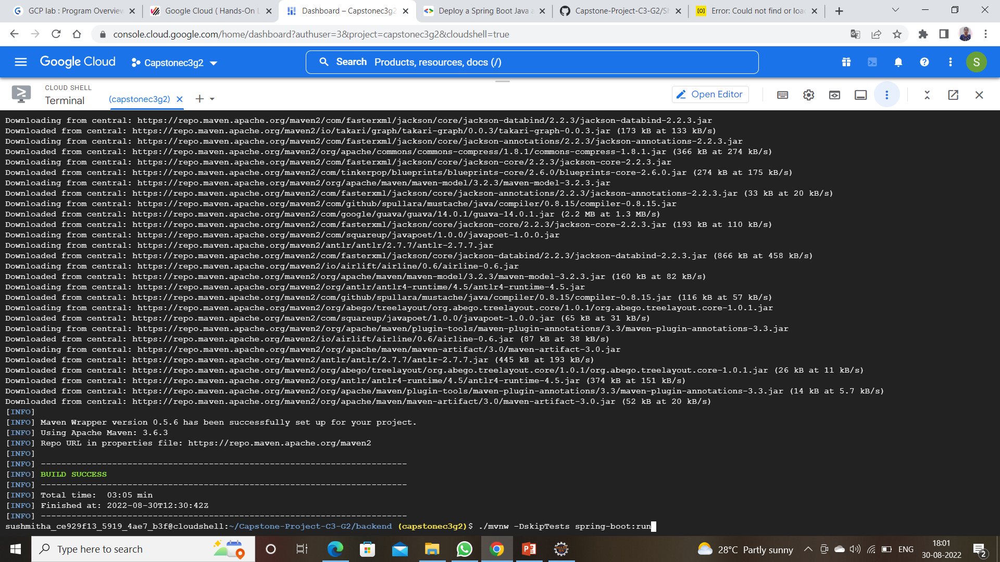 GCP lab : Program Overview
Google Cloud ( Hands-On L
Dashboard – Capstonec3g2
Deploy a Spring Boot Java a
Capstone-Project-C3-G2/Sh
Error: Could not find or loa
console.cloud.google.com/home/dashboard?authuser=3&project=capstonec3g2&cloudshell=true
Google Cloud
Capstonec3g2
Search Products, resources, docs (/)
S
CLOUD SHELL
Terminal
(capstonec3g2)
Open Editor
Downloading from central: https://repo.maven.apache.org/maven2/com/fasterxml/jackson/core/jackson-databind/2.2.3/jackson-databind-2.2.3.jar
Downloaded from central: https://repo.maven.apache.org/maven2/io/takari/graph/takari-graph/0.0.3/takari-graph-0.0.3.jar (173 kB at 133 kB/s)
Downloading from central: https://repo.maven.apache.org/maven2/com/fasterxml/jackson/core/jackson-annotations/2.2.3/jackson-annotations-2.2.3.jar
Downloaded from central: https://repo.maven.apache.org/maven2/org/apache/commons/commons-compress/1.8.1/commons-compress-1.8.1.jar (366 kB at 274 kB/s)
Downloading from central: https://repo.maven.apache.org/maven2/com/fasterxml/jackson/core/jackson-core/2.2.3/jackson-core-2.2.3.jar
Downloaded from central: https://repo.maven.apache.org/maven2/com/tinkerpop/blueprints/blueprints-core/2.6.0/blueprints-core-2.6.0.jar (274 kB at 175 kB/s)
Downloading from central: https://repo.maven.apache.org/maven2/org/apache/maven/maven-model/3.2.3/maven-model-3.2.3.jar
Downloaded from central: https://repo.maven.apache.org/maven2/com/fasterxml/jackson/core/jackson-annotations/2.2.3/jackson-annotations-2.2.3.jar (33 kB at 20 kB/s)
Downloading from central: https://repo.maven.apache.org/maven2/com/github/spullara/mustache/java/compiler/0.8.15/compiler-0.8.15.jar
Downloaded from central: https://repo.maven.apache.org/maven2/com/google/guava/guava/14.0.1/guava-14.0.1.jar (2.2 MB at 1.3 MB/s)
Downloaded from central: https://repo.maven.apache.org/maven2/com/fasterxml/jackson/core/jackson-core/2.2.3/jackson-core-2.2.3.jar (193 kB at 110 kB/s)
Downloading from central: https://repo.maven.apache.org/maven2/com/squareup/javapoet/1.0.0/javapoet-1.0.0.jar
Downloading from central: https://repo.maven.apache.org/maven2/antlr/antlr/2.7.7/antlr-2.7.7.jar
Downloaded from central: https://repo.maven.apache.org/maven2/com/fasterxml/jackson/core/jackson-databind/2.2.3/jackson-databind-2.2.3.jar (866 kB at 458 kB/s)
Downloading from central: https://repo.maven.apache.org/maven2/io/airlift/airline/0.6/airline-0.6.jar
Downloaded from central: https://repo.maven.apache.org/maven2/org/apache/maven/maven-model/3.2.3/maven-model-3.2.3.jar (160 kB at 82 kB/s)
Downloading from central: https://repo.maven.apache.org/maven2/org/antlr/antlr4-runtime/4.5/antlr4-runtime-4.5.jar
Downloaded from central: https://repo.maven.apache.org/maven2/com/github/spullara/mustache/java/compiler/0.8.15/compiler-0.8.15.jar (116 kB at 57 kB/s)
Downloading from central: https://repo.maven.apache.org/maven2/org/abego/treelayout/org.abego.treelayout.core/1.0.1/org.abego.treelayout.core-1.0.1.jar
Downloaded from central: https://repo.maven.apache.org/maven2/com/squareup/javapoet/1.0.0/javapoet-1.0.0.jar (65 kB at 31 kB/s)
Downloading from central: https://repo.maven.apache.org/maven2/org/apache/maven/plugin-tools/maven-plugin-annotations/3.3/maven-plugin-annotations-3.3.jar
Downloaded from central: https://repo.maven.apache.org/maven2/io/airlift/airline/0.6/airline-0.6.jar (87 kB at 38 kB/s)
Downloading from central: https://repo.maven.apache.org/maven2/org/apache/maven/maven-artifact/3.0/maven-artifact-3.0.jar
Downloaded from central: https://repo.maven.apache.org/maven2/antlr/antlr/2.7.7/antlr-2.7.7.jar (445 kB at 193 kB/s)
Downloaded from central: https://repo.maven.apache.org/maven2/org/abego/treelayout/org.abego.treelayout.core/1.0.1/org.abego.treelayout.core-1.0.1.jar (26 kB at 11 kB/s)
Downloaded from central: https://repo.maven.apache.org/maven2/org/antlr/antlr4-runtime/4.5/antlr4-runtime-4.5.jar (374 kB at 151 kB/s)
Downloaded from central: https://repo.maven.apache.org/maven2/org/apache/maven/plugin-tools/maven-plugin-annotations/3.3/maven-plugin-annotations-3.3.jar (14 kB at 5.7 kB/s)
Downloaded from central: https://repo.maven.apache.org/maven2/org/apache/maven/maven-artifact/3.0/maven-artifact-3.0.jar (52 kB at 20 kB/s)
[INFO]
[INFO] Maven Wrapper version 0.5.6 has been successfully set up for your project.
[INFO] Using Apache Maven: 3.6.3
[INFO] Repo URL in properties file: https://repo.maven.apache.org/maven2
[INFO]
[INFO] ------------------------------------------------------------------------
[INFO] BUILD SUCCESS
[INFO] ------------------------------------------------------------------------
[INFO] Total time:  03:05 min
[INFO] Finished at: 2022-08-30T12:30:42Z
[INFO] ------------------------------------------------------------------------
sushmitha_ce929f13_5919_4ae7_b3f@cloudshell:~/Capstone-Project-C3-G2/backend (capstonec3g2)$ ./mvnw -DskipTests spring-boot:run
Type here to search
28°C Partly sunny
ENG
18:01
30-08-2022
2